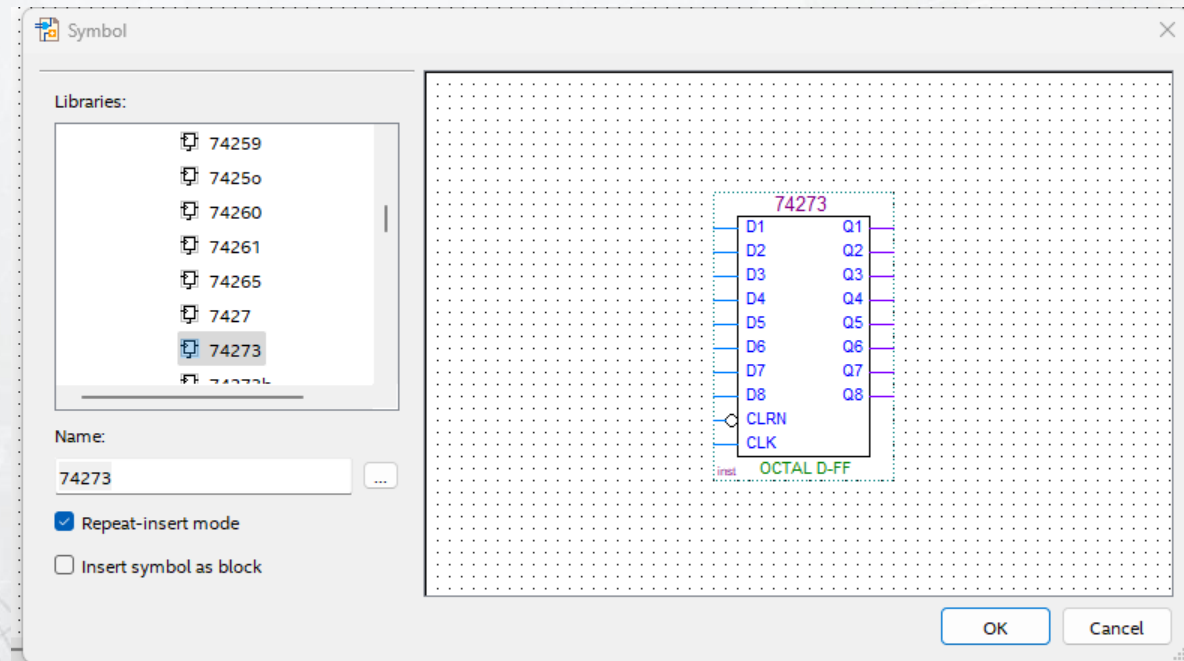 Symbol
Libraries:
74259
7425o
74260
74261
74265
7427
74273
74273b
Name:
74273
...
Repeat-insert mode
Insert symbol as block
74273
D1 Q1
D2 Q2
D3 Q3
D4 Q4
D5 Q5
D6 Q6
D7 Q7
D8 Q8
CLRN
CLK
inst OCTAL D-FF
OK Cancel